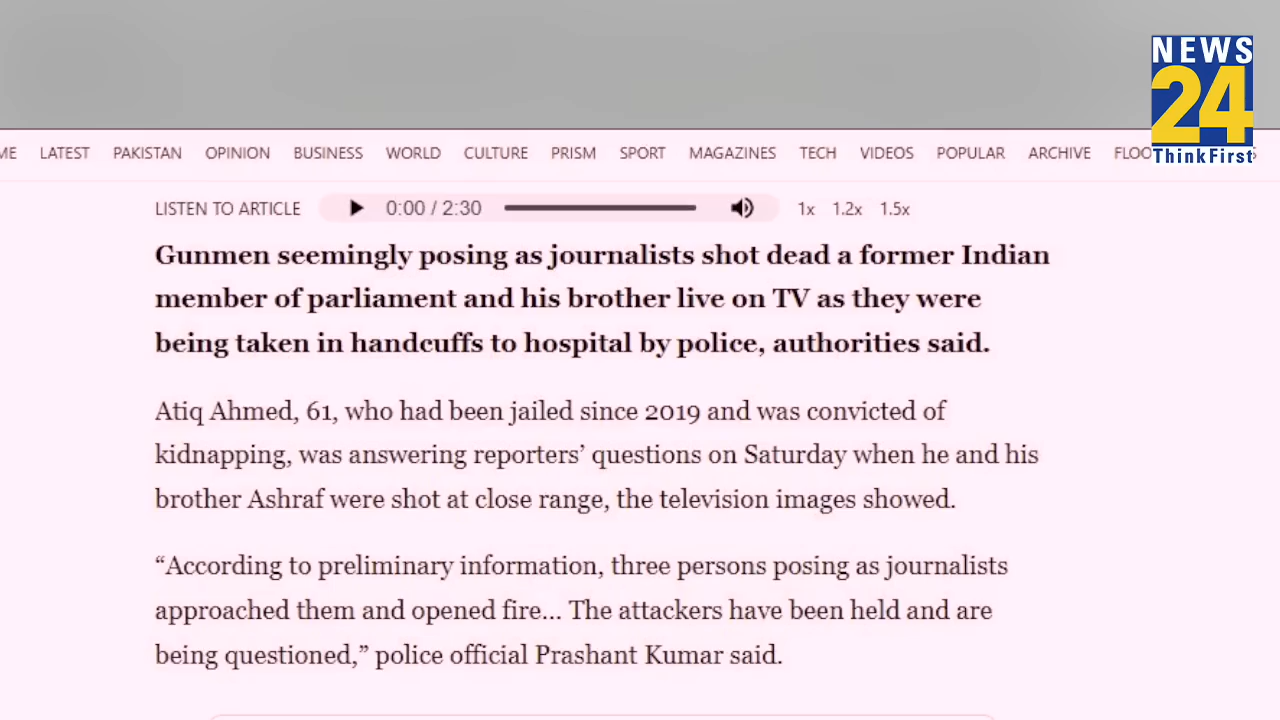 NEWS
24
ThinkFirst
LATEST PAKISTAN OPINION BUSINESS WORLD CULTURE PRISM SPORT MAGAZINES TECH VIDEOS POPULAR ARCHIVE
LISTEN TO ARTICLE 0:00 / 2:30 1x 1.2x 1.5x
Gunmen seemingly posing as journalists shot dead a former Indian
member of parliament and his brother live on TV as they were
being taken in handcuffs to hospital by police, authorities said.
Atiq Ahmed, 61, who had been jailed since 2019 and was convicted of
kidnapping, was answering reporters’ questions on Saturday when he and his
brother Ashraf were shot at close range, the television images showed.
“According to preliminary information, three persons posing as journalists
approached them and opened fire... The attackers have been held and are
being questioned,” police official Prashant Kumar said.